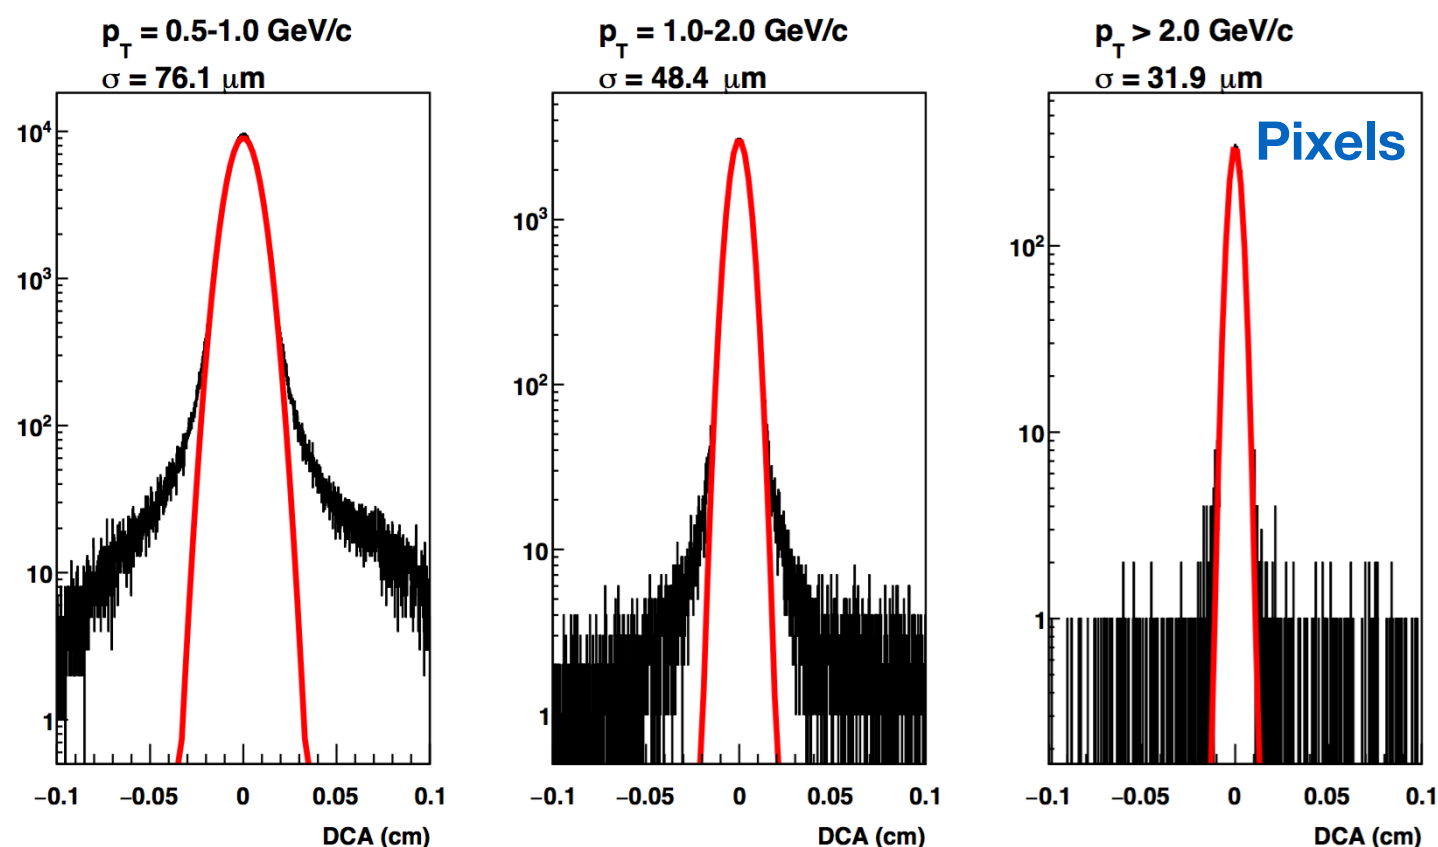 p_T = 0.5-1.0 GeV/c
σ = 76.1 μm
10^4
10^3
10^2
10
1
−0.1 −0.05 0 0.05 0.1
DCA (cm)
p_T = 1.0-2.0 GeV/c
σ = 48.4 μm
10^3
10^2
10
1
−0.1 −0.05 0 0.05 0.1
DCA (cm)
p_T > 2.0 GeV/c
σ = 31.9 μm
Pixels
10^2
10
1
−0.1 −0.05 0 0.05 0.1
DCA (cm)